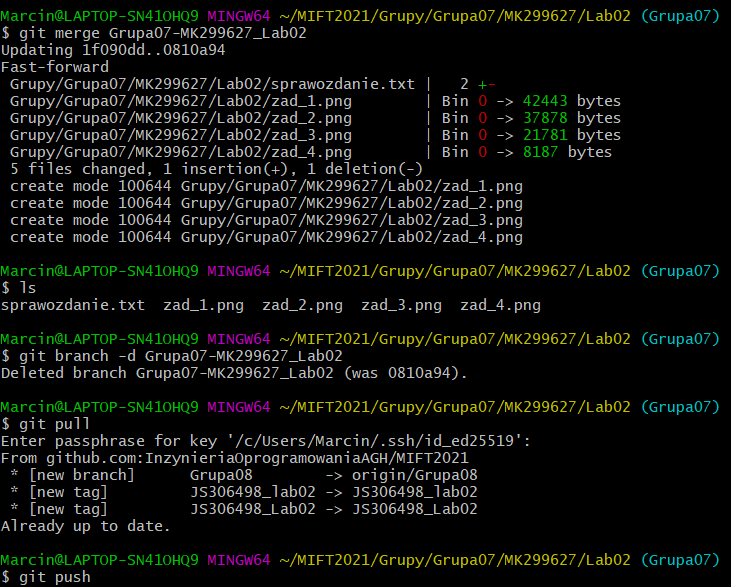 Marcin@LAPTOP-SN41OHQ9 MINGW64 ~/MIFT2021/Grupy/Grupa07/MK299627/Lab02 (Grupa07)
$ git merge Grupa07-MK299627_Lab02
Updating 1f090dd..0810a94
Fast-forward
 Grupy/Grupa07/MK299627/Lab02/sprawozdanie.txt |   2 +-
 Grupy/Grupa07/MK299627/Lab02/zad_1.png        | Bin 0 -> 42443 bytes
 Grupy/Grupa07/MK299627/Lab02/zad_2.png        | Bin 0 -> 37878 bytes
 Grupy/Grupa07/MK299627/Lab02/zad_3.png        | Bin 0 -> 21781 bytes
 Grupy/Grupa07/MK299627/Lab02/zad_4.png        | Bin 0 -> 8187 bytes
 5 files changed, 1 insertion(+), 1 deletion(-)
 create mode 100644 Grupy/Grupa07/MK299627/Lab02/zad_1.png
 create mode 100644 Grupy/Grupa07/MK299627/Lab02/zad_2.png
 create mode 100644 Grupy/Grupa07/MK299627/Lab02/zad_3.png
 create mode 100644 Grupy/Grupa07/MK299627/Lab02/zad_4.png
Marcin@LAPTOP-SN41OHQ9 MINGW64 ~/MIFT2021/Grupy/Grupa07/MK299627/Lab02 (Grupa07)
$ ls
sprawozdanie.txt  zad_1.png  zad_2.png  zad_3.png  zad_4.png
Marcin@LAPTOP-SN41OHQ9 MINGW64 ~/MIFT2021/Grupy/Grupa07/MK299627/Lab02 (Grupa07)
$ git branch -d Grupa07-MK299627_Lab02
Deleted branch Grupa07-MK299627_Lab02 (was 0810a94).
Marcin@LAPTOP-SN41OHQ9 MINGW64 ~/MIFT2021/Grupy/Grupa07/MK299627/Lab02 (Grupa07)
$ git pull
Enter passphrase for key '/c/Users/Marcin/.ssh/id_ed25519':
From github.com:InzynieriaOprogramowaniaAGH/MIFT2021
 * [new branch]      Grupa08        -> origin/Grupa08
 * [new tag]         JS306498_lab02 -> JS306498_lab02
 * [new tag]         JS306498_Lab02 -> JS306498_Lab02
Already up to date.
Marcin@LAPTOP-SN41OHQ9 MINGW64 ~/MIFT2021/Grupy/Grupa07/MK299627/Lab02 (Grupa07)
$ git push